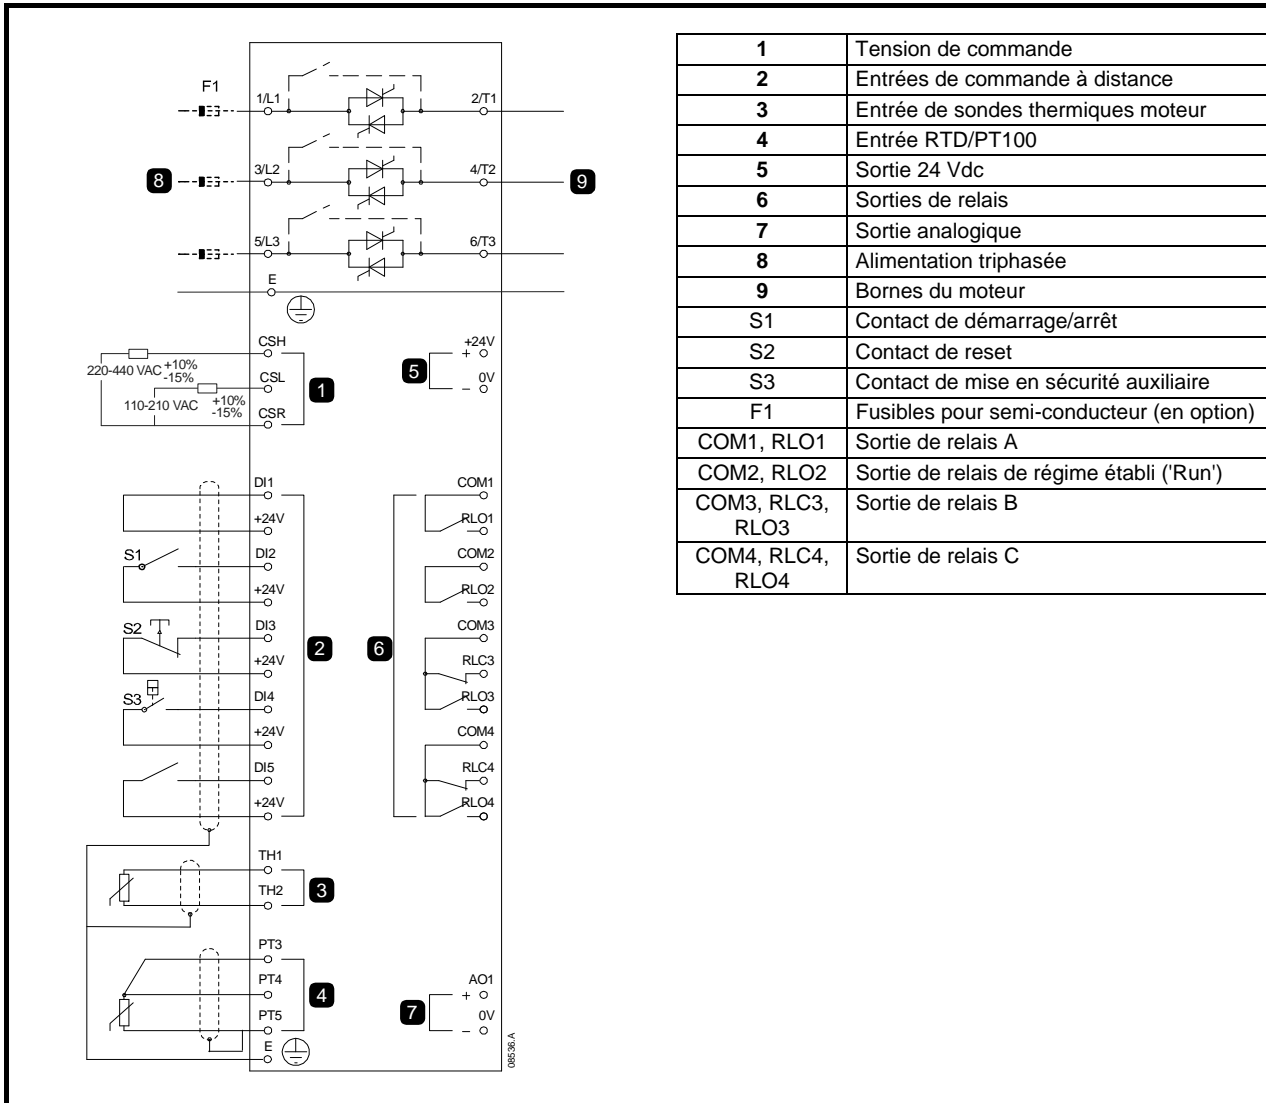 F1
1/L1
2/T1
3/L2
4/T2
8
9
5/L3
6/T3
E
CSH
220-440 VAC +10% -15%
CSL
110-210 VAC +10% -15%
CSR
1
+24V
+
5
0V
–
DI1
+24V
S1
DI2
+24V
S2
DI3
+24V
S3
DI4
+24V
DI5
+24V
2
COM1
RLO1
COM2
RLO2
COM3
RLC3
RLO3
COM4
RLC4
RLO4
6
TH1
TH2
3
PT3
PT4
PT5
E
4
AO1
+
7
0V
–
08536.A
1 Tension de commande
2 Entrées de commande à distance
3 Entrée de sondes thermiques moteur
4 Entrée RTD/PT100
5 Sortie 24 Vdc
6 Sorties de relais
7 Sortie analogique
8 Alimentation triphasée
9 Bornes du moteur
S1 Contact de démarrage/arrêt
S2 Contact de reset
S3 Contact de mise en sécurité auxiliaire
F1 Fusibles pour semi-conducteur (en option)
COM1, RLO1 Sortie de relais A
COM2, RLO2 Sortie de relais de régime établi ('Run')
COM3, RLC3, Sortie de relais B
RLO3
COM4, RLC4, Sortie de relais C
RLO4